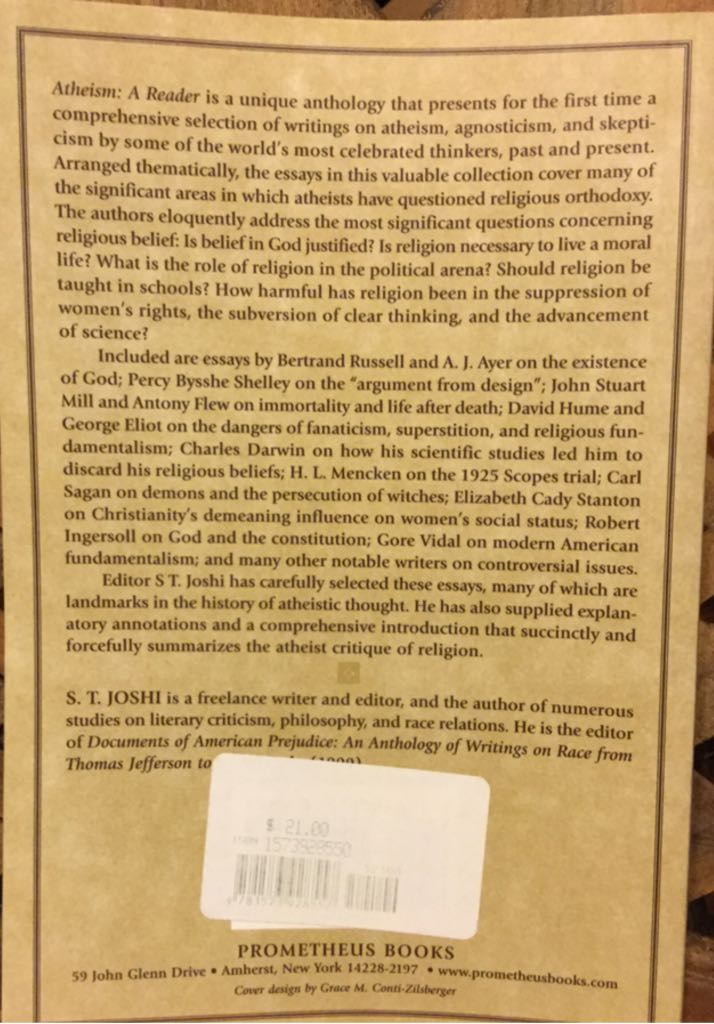 Atheism: A Reader is a unique anthology that presents for the first time a
comprehensive selection of writings on atheism, agnosticism, and skepti-
cism by some of the world's most celebrated thinkers, past and present.
Arranged thematically, the essays in this valuable collection cover many of
the significant areas in which atheists have questioned religious orthodoxy.
The authors eloquently address the most significant questions concerning
religious belief: Is belief in God justified? Is religion necessary to live a moral
life? What is the role of religion in the political arena? Should religion be
taught in schools? How harmful has religion been in the suppression of
women's rights, the subversion of clear thinking, and the advancement
of science?
Included are essays by Bertrand Russell and A. J. Ayer on the existence
of God; Percy Bysshe Shelley on the "argument from design"; John Stuart
Mill and Antony Flew on immortality and life after death; David Hume and
George Eliot on the dangers of fanaticism, superstition, and religious fun-
damentalism; Charles Darwin on how his scientific studies led him to
discard his religious beliefs; H. L. Mencken on the 1925 Scopes trial; Carl
Sagan on demons and the persecution of witches; Elizabeth Cady Stanton
on Christianity's demeaning influence on women's social status; Robert
Ingersoll on God and the constitution; Gore Vidal on modern American
fundamentalism; and many other notable writers on controversial issues.
Editor S T. Joshi has carefully selected these essays, many of which are
landmarks in the history of atheistic thought. He has also supplied explan-
atory annotations and a comprehensive introduction that succinctly and
forcefully summarizes the atheist critique of religion.
S. T. JOSHI is a freelance writer and editor, and the author of numerous
studies on literary criticism, philosophy, and race relations. He is the editor
of Documents of American Prejudice: An Anthology of Writings on Race from
Thomas Jefferson to
$ 21.00
ISBN 1573928550
PROMETHEUS BOOKS
59 John Glenn Drive • Amherst, New York 14228-2197 • www.prometheusbooks.com
Cover design by Grace M. Conti-Zilsberger